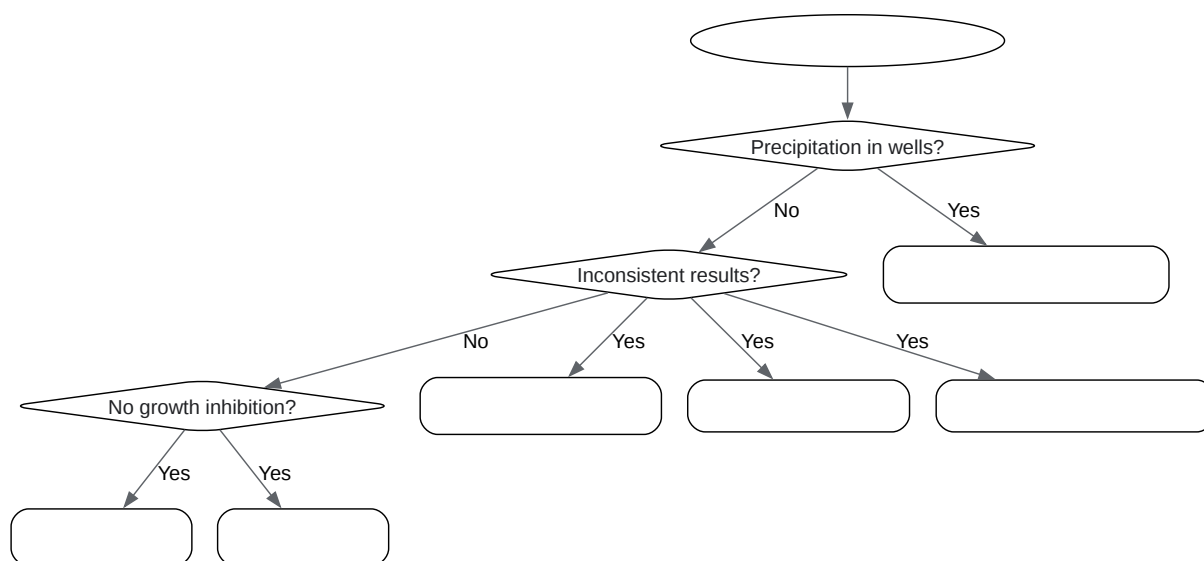 Precipitation in wells?
No
Yes
Inconsistent results?
No
Yes
Yes
Yes
No growth inhibition?
Yes
Yes